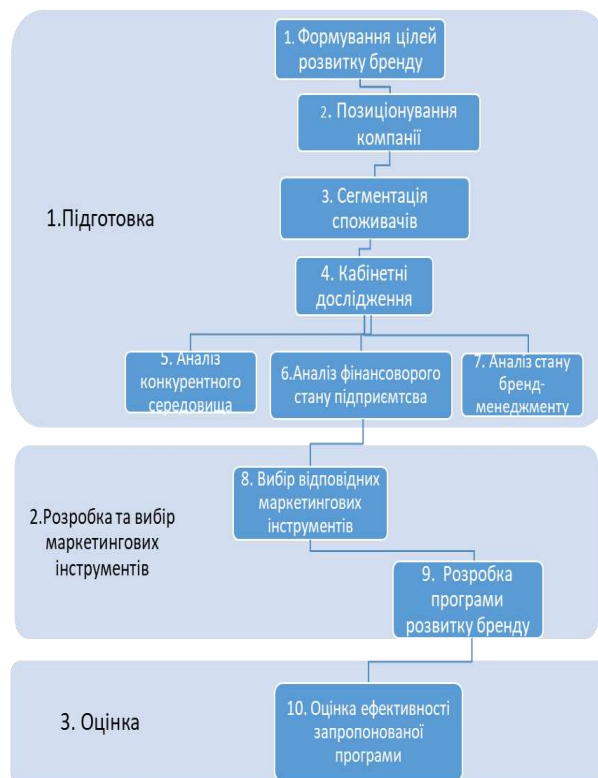 1. Формування цілей
розвитку бренду
2. Позиціонування
компанії
3. Сегментація
споживачів
1.Підготовка
4. Кабінетні
дослідження
5. Аналіз
конкурентного
середовища
6.Аналіз фінансоворого
стану підприємтсва
7. Аналіз стану
бренд-
менеджменту
8. Вибір відповідних
маркетингових
інструментів
2.Розробка та вибір
маркетингових
інструментів
9. Розробка
програми
розвитку бренду
3. Оцінка
10. Оцінка ефективності
запропонованої
програми